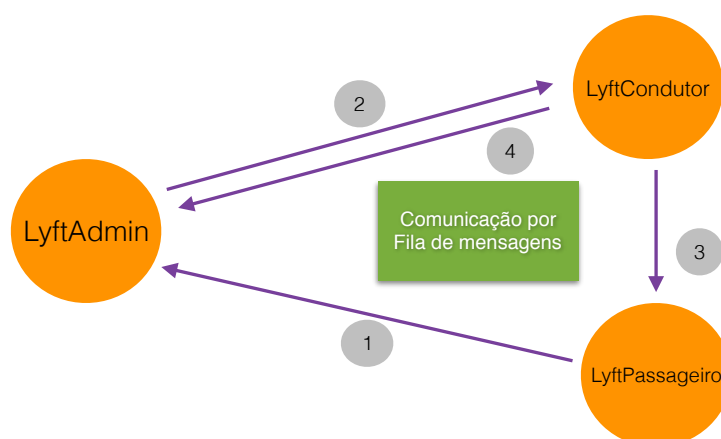 LyftCondutor
2
4
Comunicação por
Fila de mensagens
LyftAdmin
3
1
LyftPassageiro